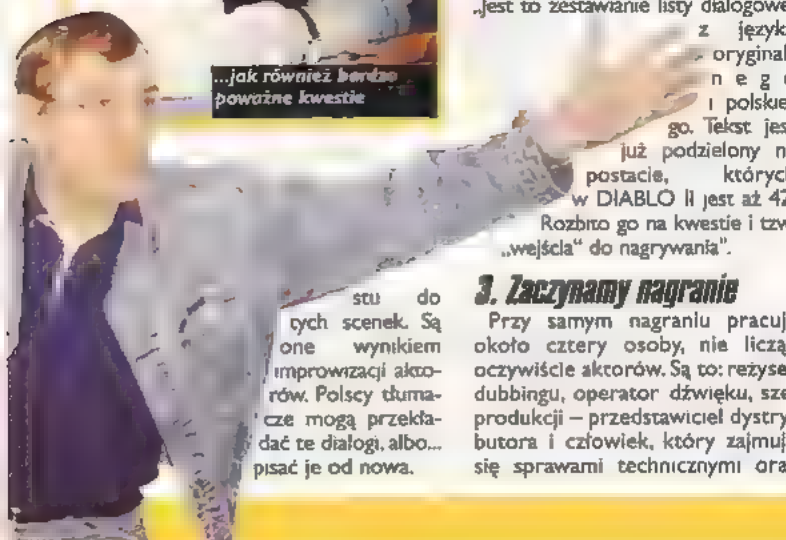 ...jak również bardzo
poważne kwestie
stu do
tych scenek. Są
one wynikiem
improwizacji akto-
rów. Polscy tłuma-
cze mogą przekła-
dać te dialogi, albo...
pisać je od nowa.
„Jest to zestawianie listy dialogowe
z język
oryginal
n e g
i polskie
go. Tekst jes
już podzielony n
postacie, któryc
w DIABLO II jest aż 42
Rozbito go na kwestie i tzw
„wejścia" do nagrywania".
3. Zaczynamy nagranie
Przy samym nagraniu pracuj
około cztery osoby, nie licz
oczywiście aktorów. Są to: reżyse
dubbingu, operator dźwięku, sze
produkcji – przedstawiciel dystry
butora i człowiek, który zajmuj
się sprawami technicznymi ora